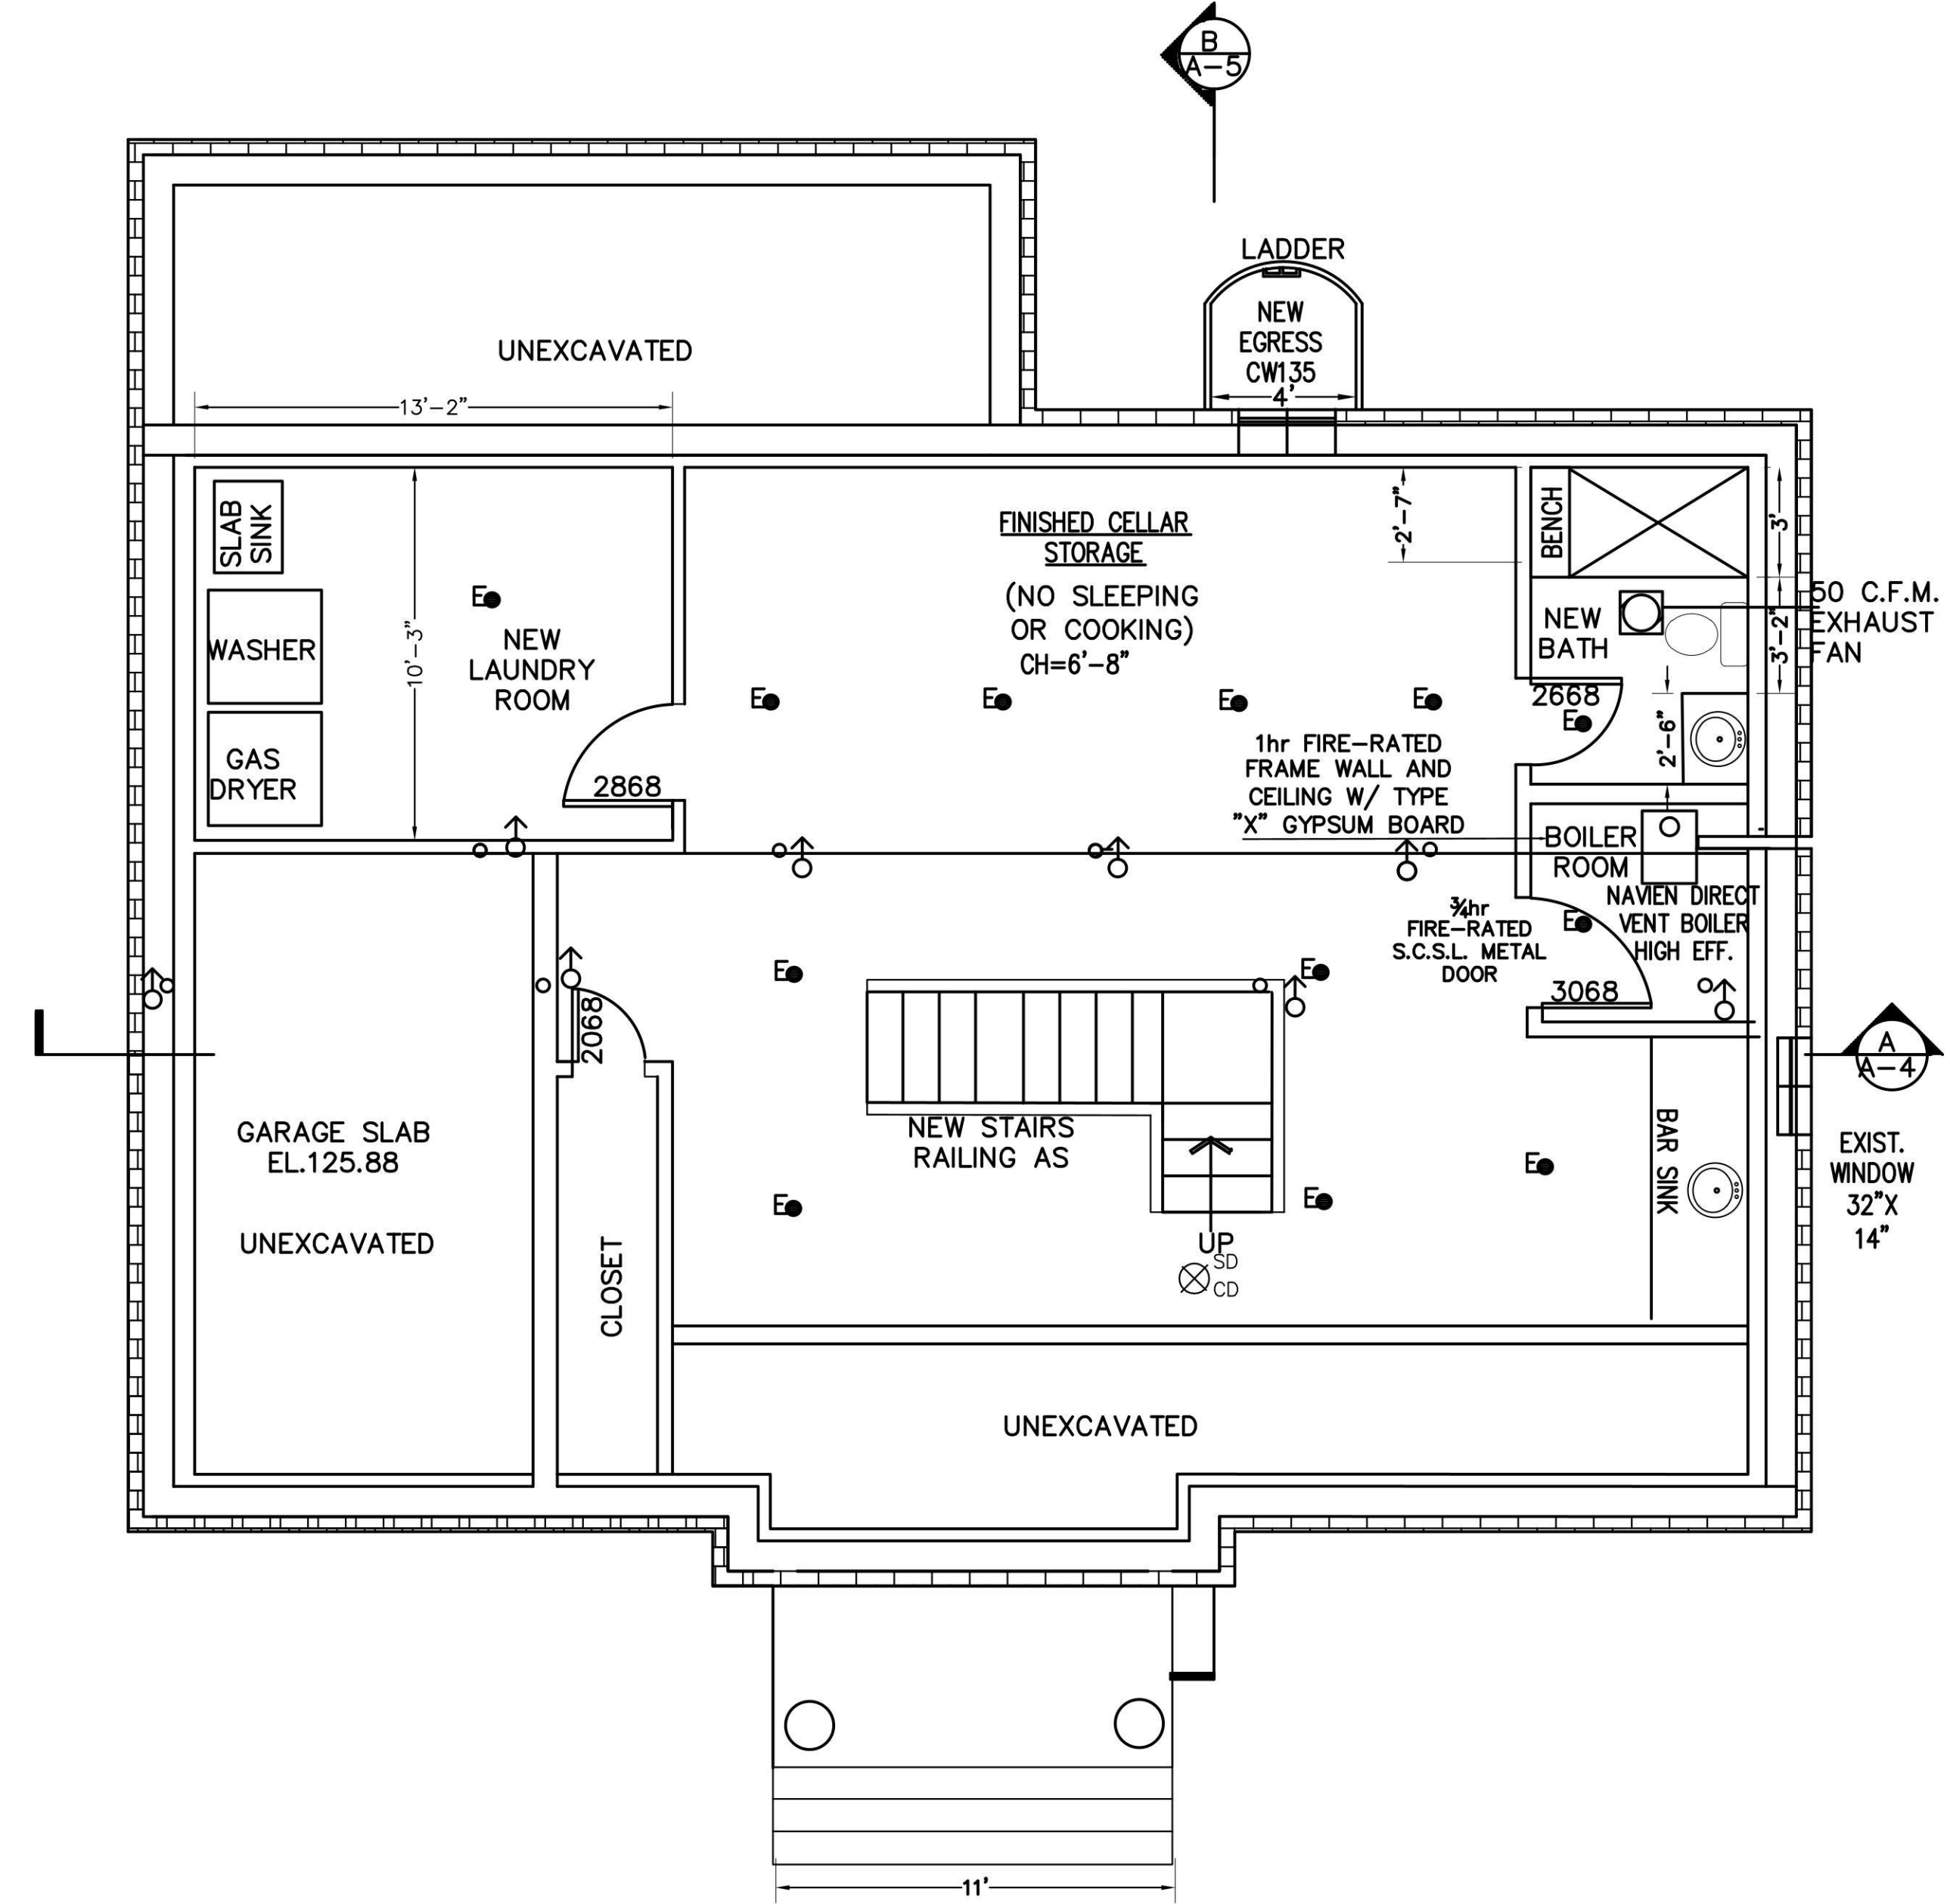 B
A-5
LADDER
NEW
EGRESS
CW135
4'
UNEXCAVATED
13'-2"
SLAB
SINK
WASHER
GAS
DRYER
10'-3"
E
NEW
LAUNDRY
ROOM
2868
FINISHED CELLAR
STORAGE
(NO SLEEPING
OR COOKING)
CH=6'-8"
E
E
E
E
2'-7"
BENCH
3'
3'-2"
50 C.F.M.
EXHAUST
FAN
NEW
BATH
2668
E
2'-6"
1hr FIRE-RATED
FRAME WALL AND
CEILING W/ TYPE
"X" GYPSUM BOARD
BOILER
ROOM
NAVIEN DIRECT
VENT BOILER
HIGH EFF.
¾hr
FIRE-RATED
S.C.S.L. METAL
DOOR
E
3068
E
E
2068
A
A-4
GARAGE SLAB
EL.125.88
UNEXCAVATED
NEW STAIRS
RAILING AS
BAR SINK
EXIST.
WINDOW
32"X
14"
E
E
E
UP
SD
CD
CLOSET
UNEXCAVATED
11'